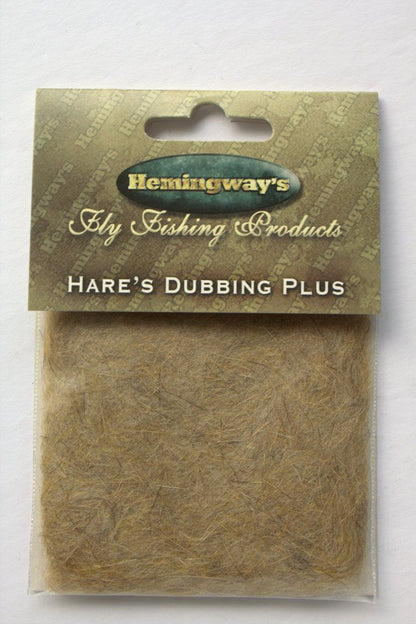 Hemingway's
Fly Fishing Products
HARE'S DUBBING PLUS